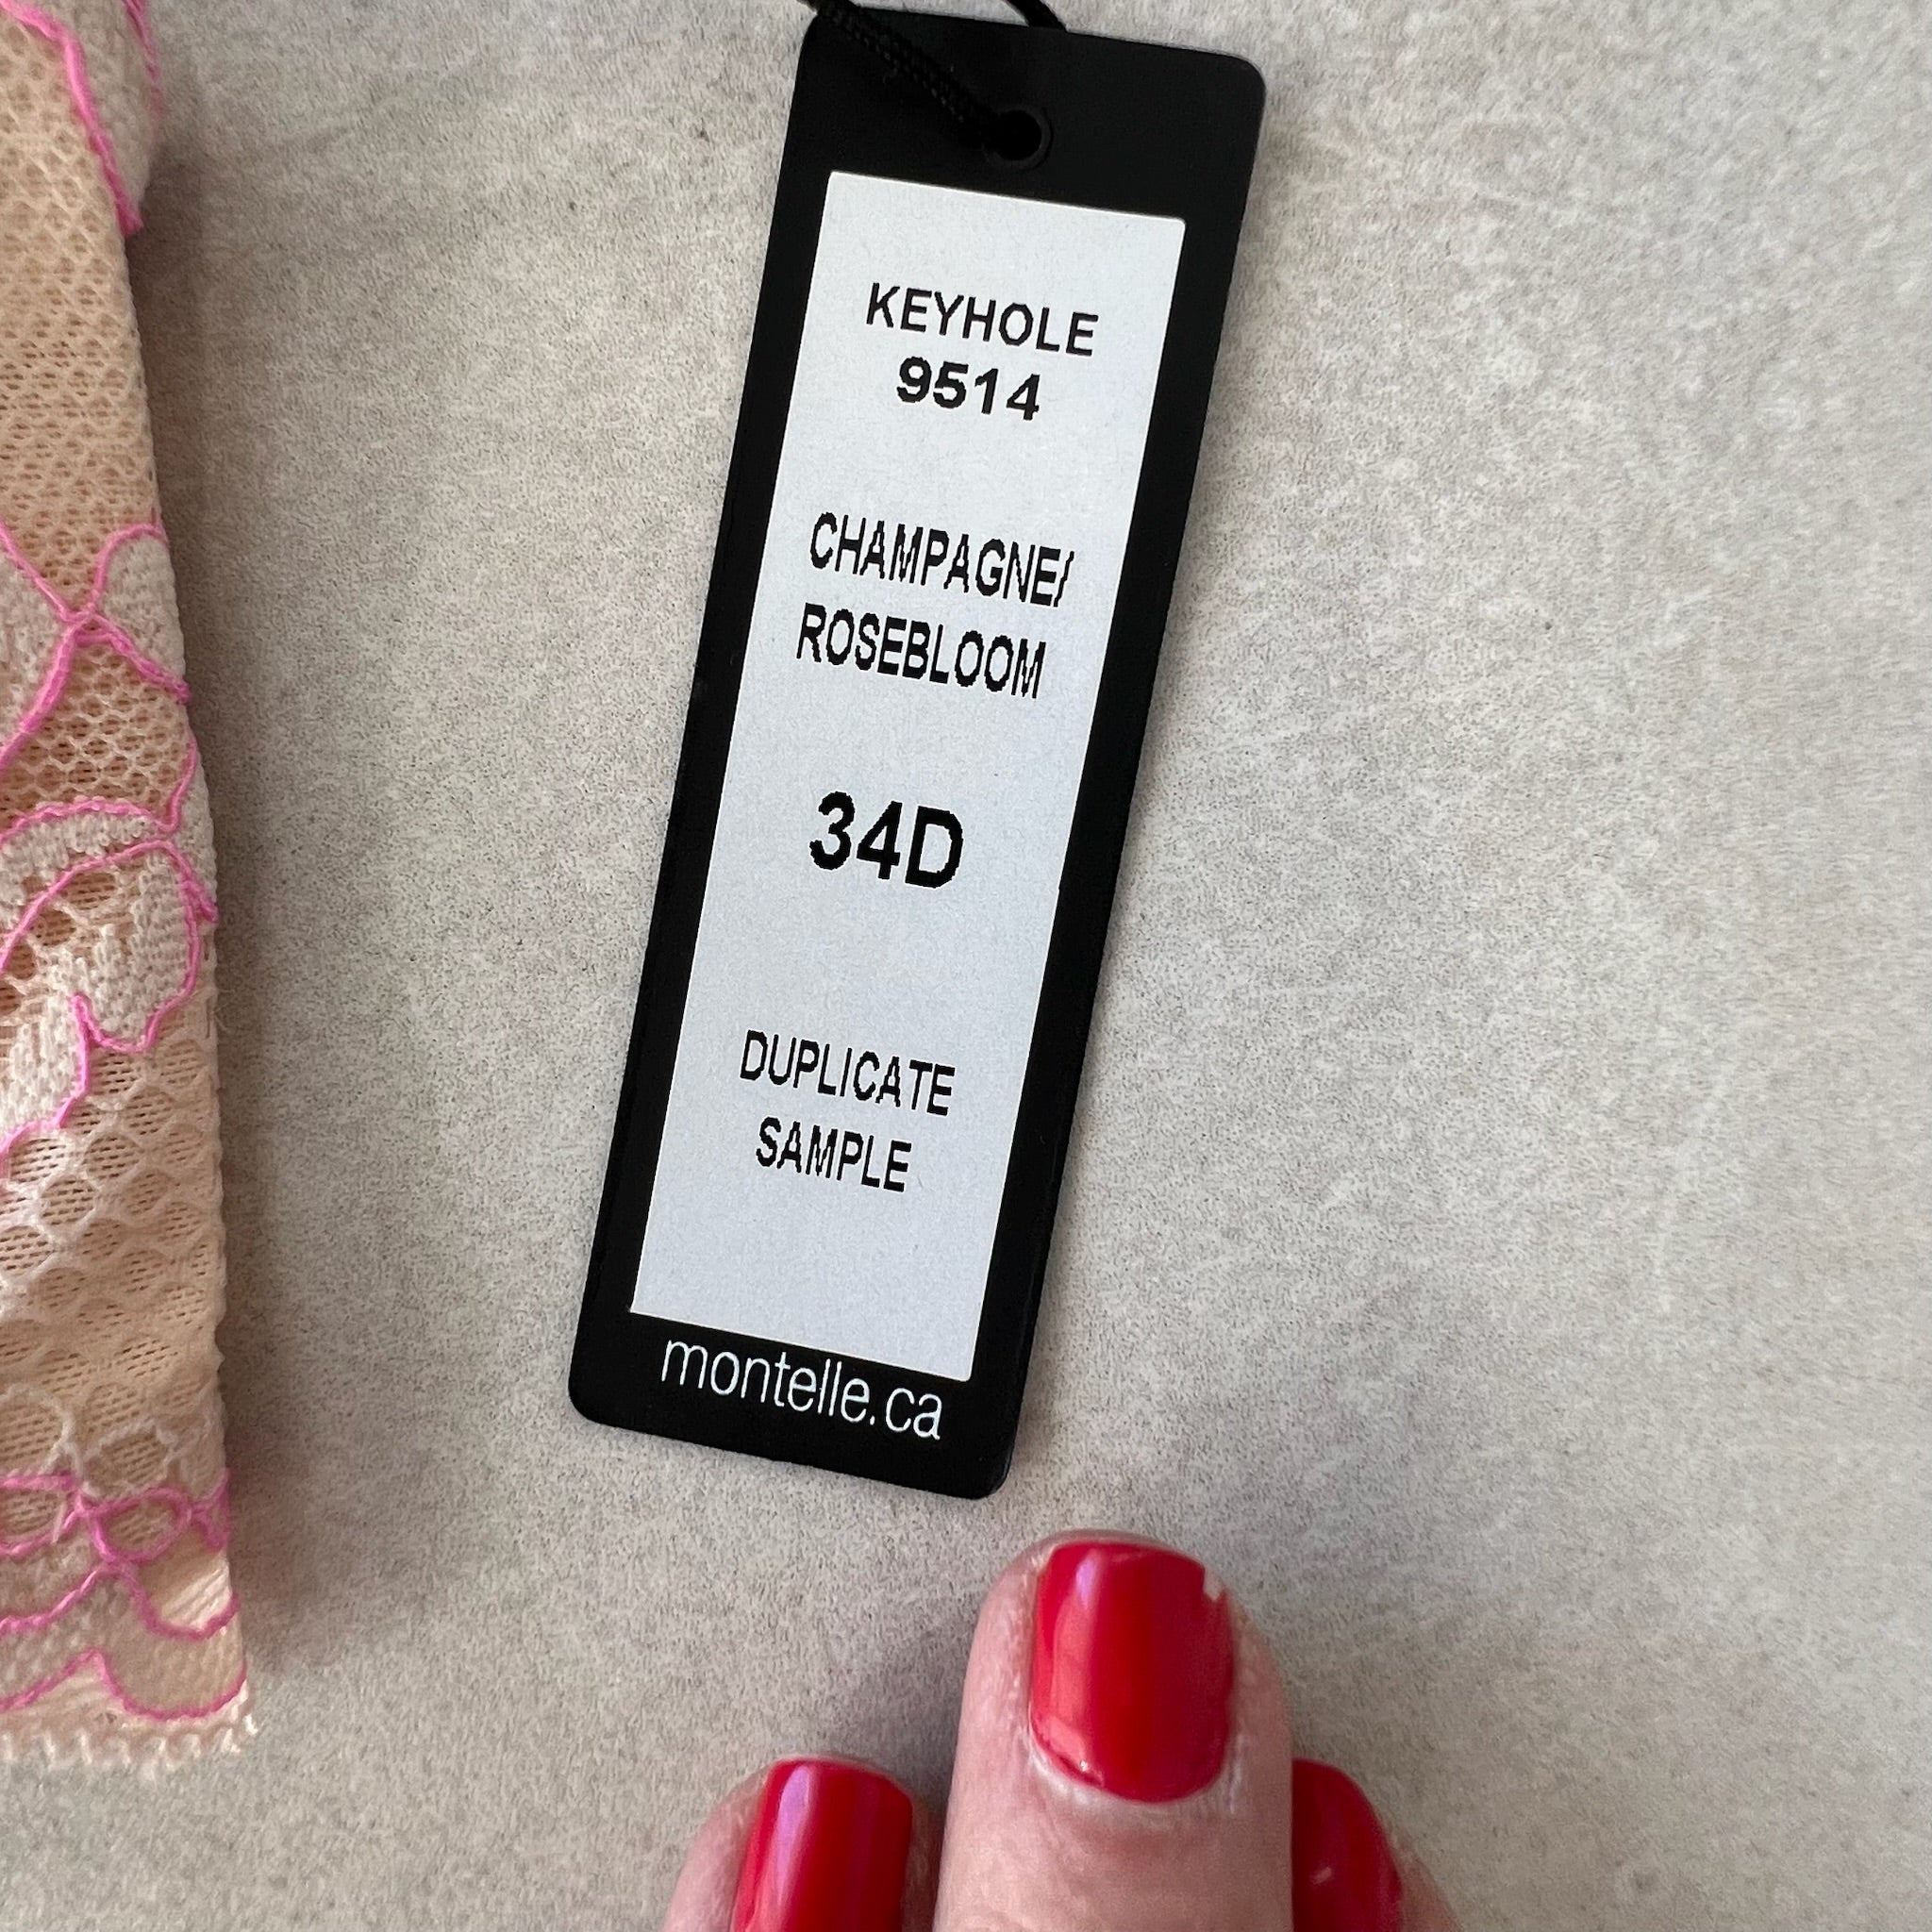 KEYHOLE
9514
CHAMPAGNE/
ROSEBLOOM
34D
DUPLICATE
SAMPLE
montelle.ca